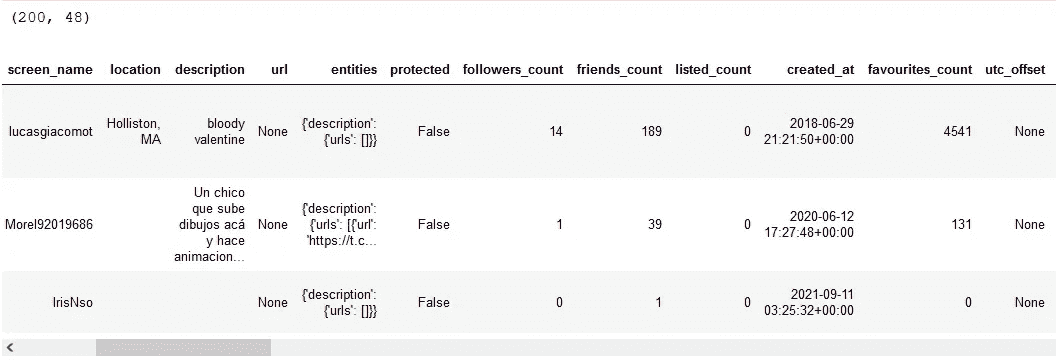 (200, 48)
screen_name location description url entities protected followers_count friends_count listed_count created_at favourites_count utc_offset
lucasgiacomot Holliston, MA bloody valentine None {'description': {'urls': []}} False 14 189 0 2018-06-29 21:21:50+00:00 4541 None
Morel92019686 Un chico que sube dibujos acá y hace animacion... None {'description': {'urls': [{'url': 'https://t.c... False 1 39 0 2020-06-12 17:27:48+00:00 131 None
IrisNso None {'description': {'urls': []}} False 0 1 0 2021-09-11 03:25:32+00:00 0 None